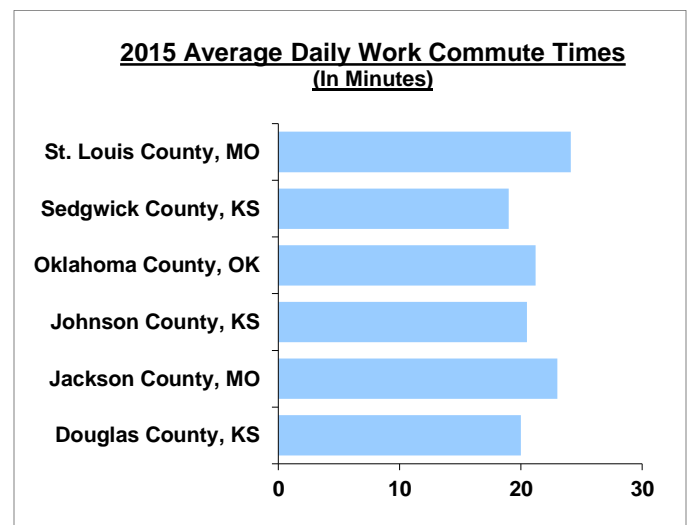 2015 Average Daily Work Commute Times
(In Minutes)
St. Louis County, MO
Sedgwick County, KS
Oklahoma County, OK
Johnson County, KS
Jackson County, MO
Douglas County, KS
0 10 20 30